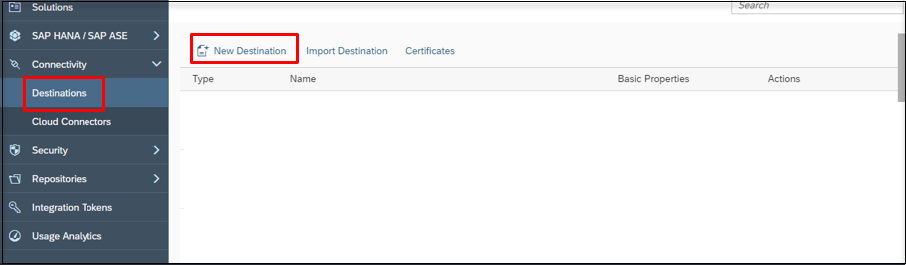 Solutions
SAP HANA / SAP ASE
Connectivity
Destinations
Cloud Connectors
Security
Repositories
Integration Tokens
Usage Analytics
Search
New Destination Import Destination Certificates
Type Name Basic Properties Actions